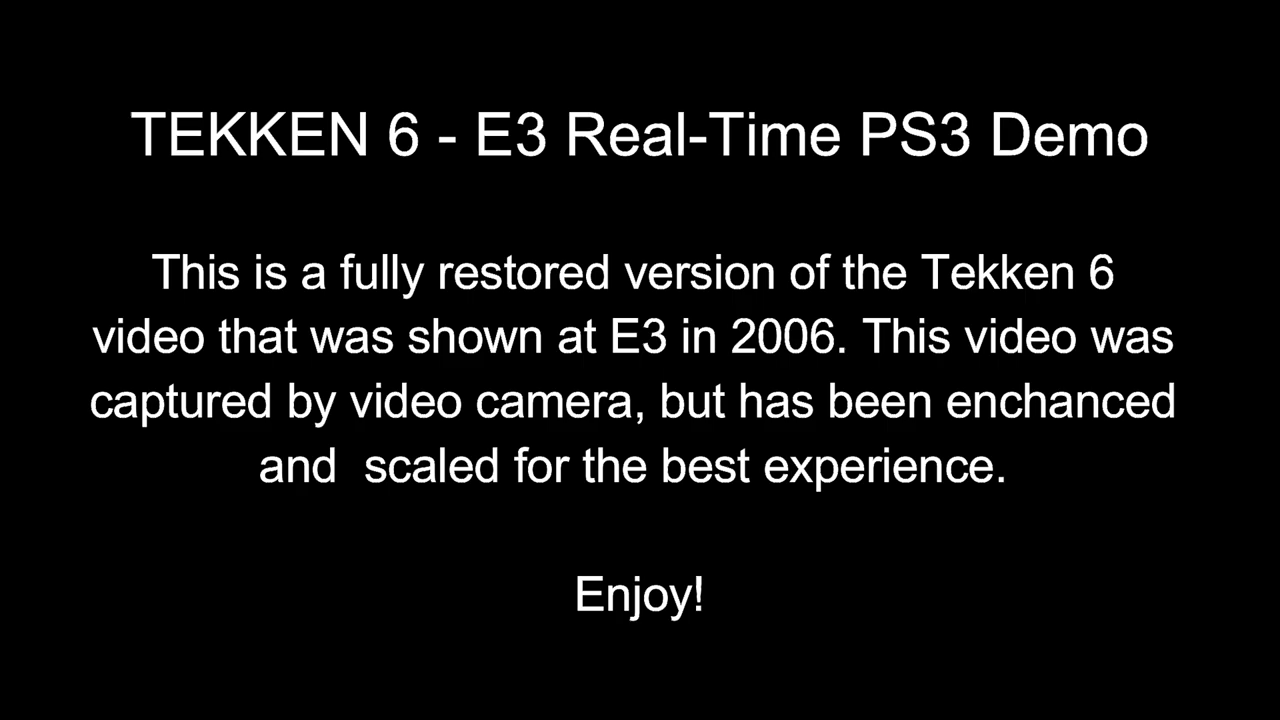 TEKKEN 6 - E3 Real-Time PS3 Demo
This is a fully restored version of the Tekken 6
video that was shown at E3 in 2006. This video was
captured by video camera, but has been enchanced
and  scaled for the best experience.
Enjoy!